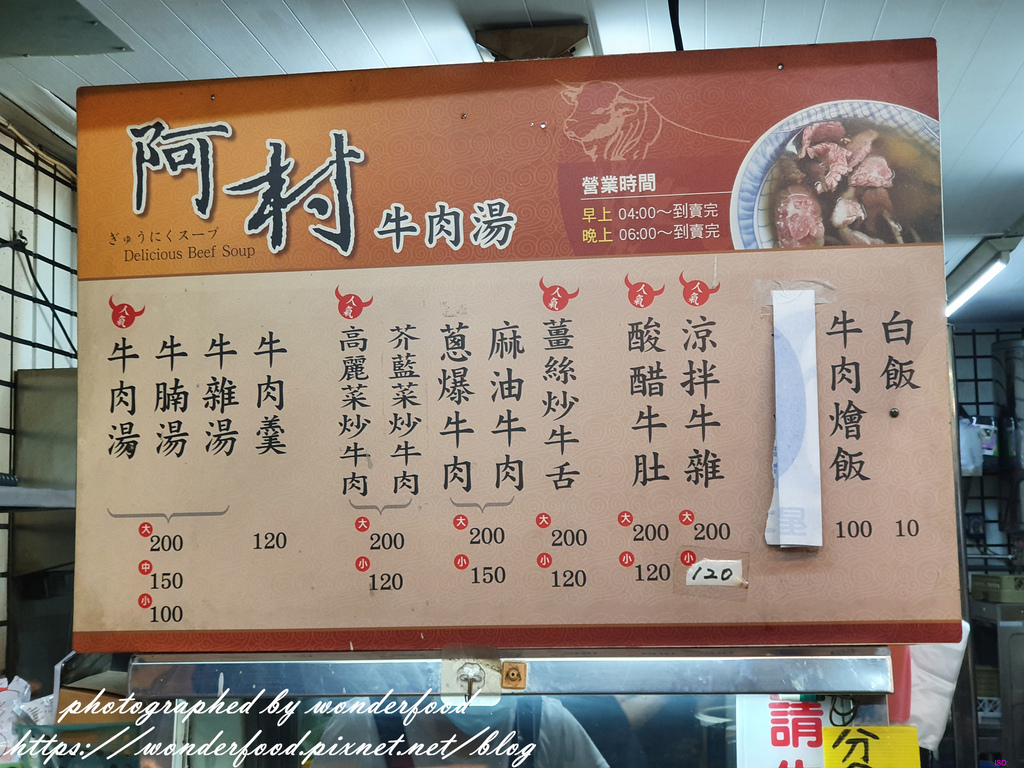 阿村牛肉湯
ぎゅうにくスープ
Delicious Beef Soup
營業時間
早上 04:00～到賣完
晚上 06:00～到賣完
人氣
牛肉湯
牛腩湯
牛雜湯
大 200
中 150
小 100
牛肉羹
120
人氣
高麗菜炒牛肉
芥藍菜炒牛肉
大 200
小 120
蔥爆牛肉
麻油牛肉
大 200
小 150
人氣
薑絲炒牛舌
大 200
小 120
人氣
酸醋牛肚
大 200
小 120
人氣
涼拌牛雜
大 200
小 120
牛肉燴飯
100
白飯
10
請
分
photographed by wonderfood
https://wonderfood.pixnet.net/blog